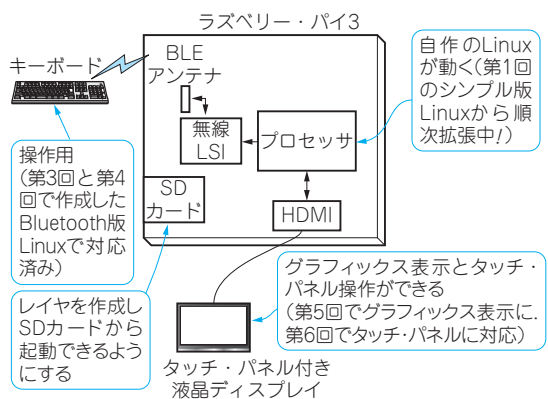 ラズベリー・パイ3
キーボード
BLE
アンテナ
無線
LSI
プロセッサ
SD
カード
HDMI
自作のLinux
が動く(第1回
のシンプル版
Linuxから順
次拡張中!)
操作用
(第3回と第4
回で作成した
Bluetooth版
Linuxで対応
済み)
レイヤを作成し
SDカードから
起動できるよう
にする
グラフィックス表示とタッチ・
パネル操作ができる
(第5回でグラフィックス表示に.
第6回でタッチ・パネルに対応)
タッチ・パネル付き
液晶ディスプレイ